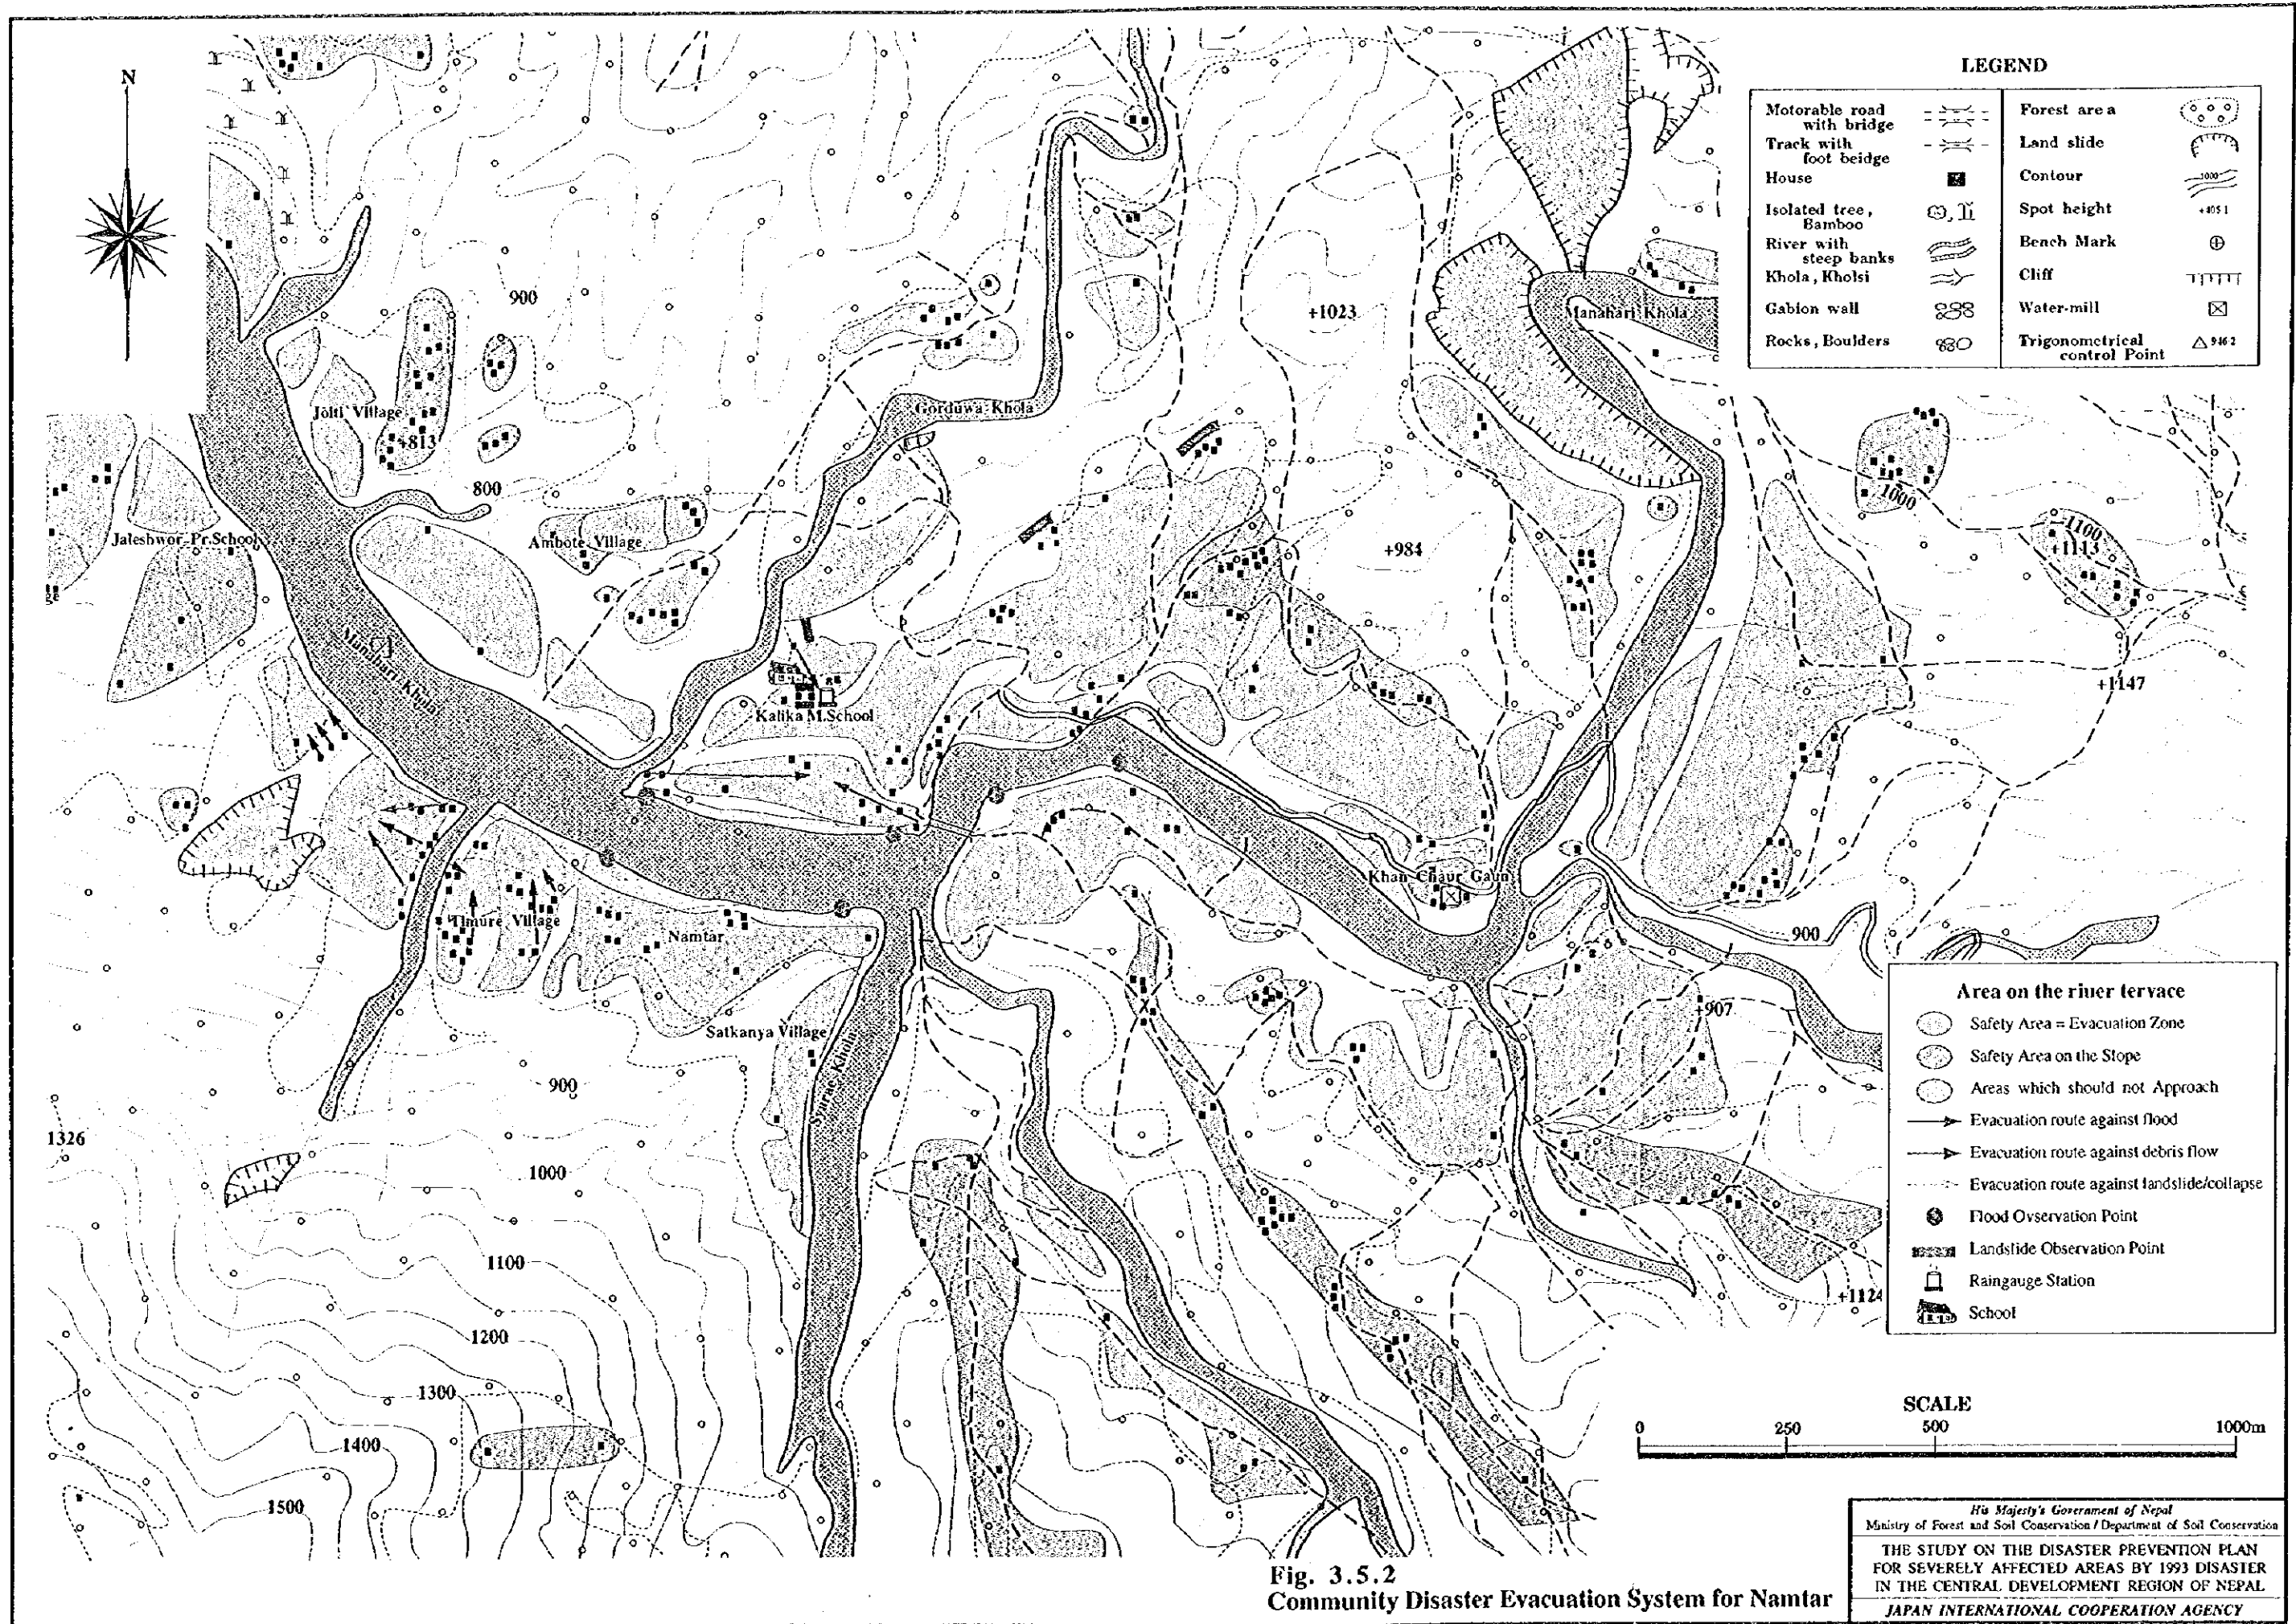 N
LEGEND
Motorable road
with bridge
Track with
foot beidge
House
Isolated tree,
Bamboo
River with
steep banks
Khola, Kholsi
Gabion wall
Rocks, Boulders
Forest area
Land slide
Contour
1000
Spot height
Bench Mark
Cliff
Water-mill
Trigonometrical
control Point
900
+1023
Manahari Khola
Jolti Village
+813
Gorduwa Khola
800
1000
Jaleshwor Pr.School
Ambote Village
+984
1100
+1113
Manahari Khola
+1147
Kalika M.School
Khan Chaur Gaun
Timure Village
Namtar
900
+907
Satkanya Village
Khola
900
1326
1000
1100
+1124
1200
1300
1400
1500
Area on the riuer tervace
Safety Area = Evacuation Zone
Safety Area on the Slope
Areas which should not Approach
Evacuation route against flood
Evacuation route against debris flow
Evacuation route against landslide/collapse
Flood Ovservation Point
Landslide Observation Point
Raingauge Station
School
SCALE
0 250 500 1000m
Fig. 3.5.2
Community Disaster Evacuation System for Namtar
His Majesty's Government of Nepal
Ministry of Forest and Soil Conservation / Department of Soil Conservation
THE STUDY ON THE DISASTER PREVENTION PLAN
FOR SEVERELY AFFECTED AREAS BY 1993 DISASTER
IN THE CENTRAL DEVELOPMENT REGION OF NEPAL
JAPAN INTERNATIONAL COOPERATION AGENCY